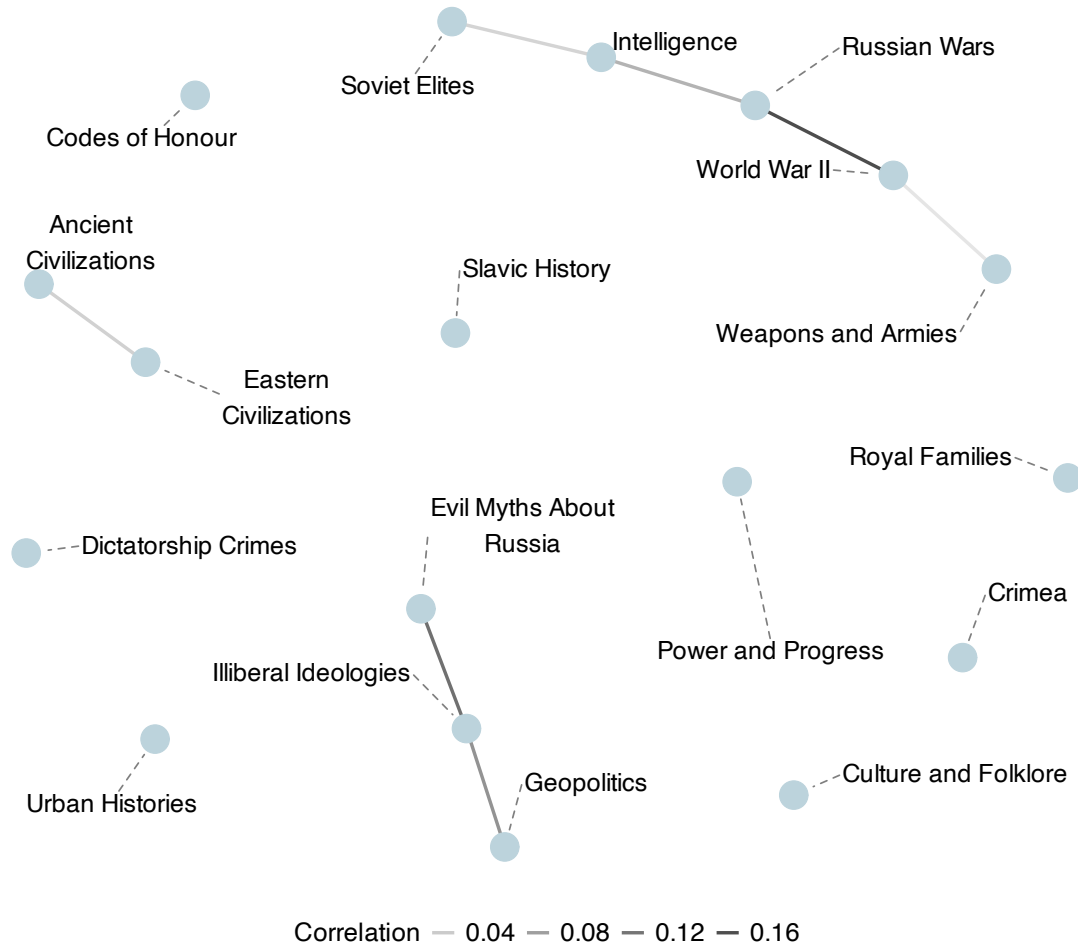 Intelligence
Russian Wars
Soviet Elites
Codes of Honour
World War II
Ancient
Civilizations
Slavic History
Weapons and Armies
Eastern
Civilizations
Royal Families
Evil Myths About
Russia
Dictatorship Crimes
Crimea
Power and Progress
Illiberal Ideologies
Geopolitics
Culture and Folklore
Urban Histories
Correlation 0.04 0.08 0.12 0.16